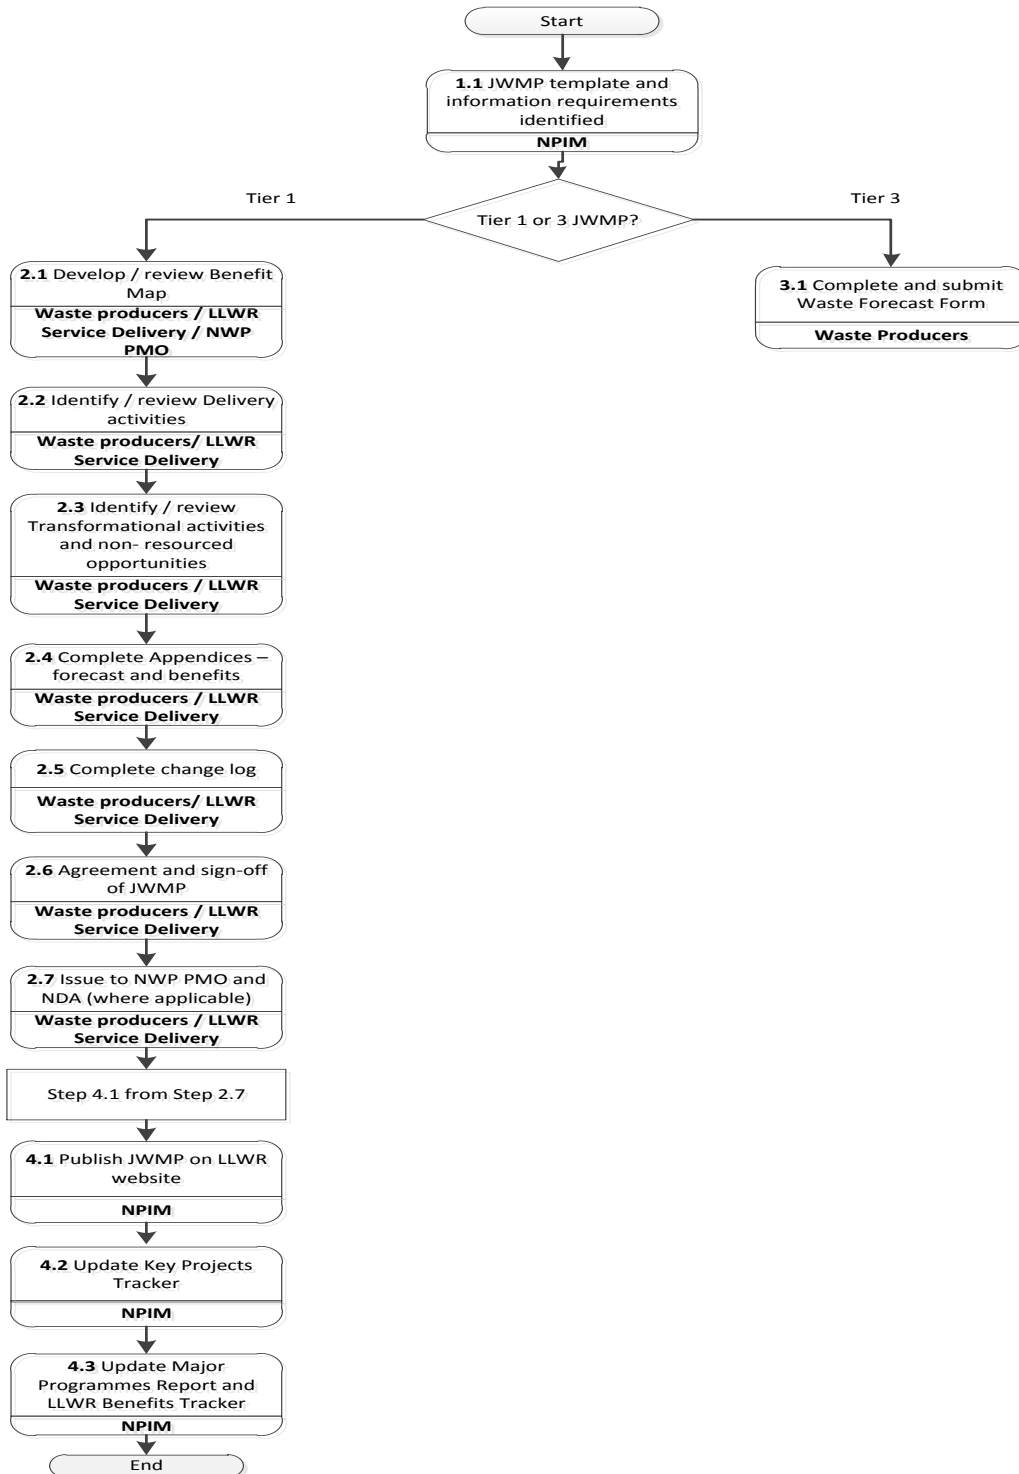 Start
1.1 JWMP template and
information requirements
identified
NPIM
Tier 1
Tier 3
Tier 1 or 3 JWMP?
2.1 Develop / review Benefit
Map
Waste producers / LLWR
Service Delivery / NWP
PMO
3.1 Complete and submit
Waste Forecast Form
Waste Producers
2.2 Identify / review Delivery
activities
Waste producers/ LLWR
Service Delivery
2.3 Identify / review
Transformational activities
and non- resourced
opportunities
Waste producers / LLWR
Service Delivery
2.4 Complete Appendices –
forecast and benefits
Waste producers / LLWR
Service Delivery
2.5 Complete change log
Waste producers/ LLWR
Service Delivery
2.6 Agreement and sign-off
of JWMP
Waste producers / LLWR
Service Delivery
2.7 Issue to NWP PMO and
NDA (where applicable)
Waste producers / LLWR
Service Delivery
Step 4.1 from Step 2.7
4.1 Publish JWMP on LLWR
website
NPIM
4.2 Update Key Projects
Tracker
NPIM
4.3 Update Major
Programmes Report and
LLWR Benefits Tracker
NPIM
End